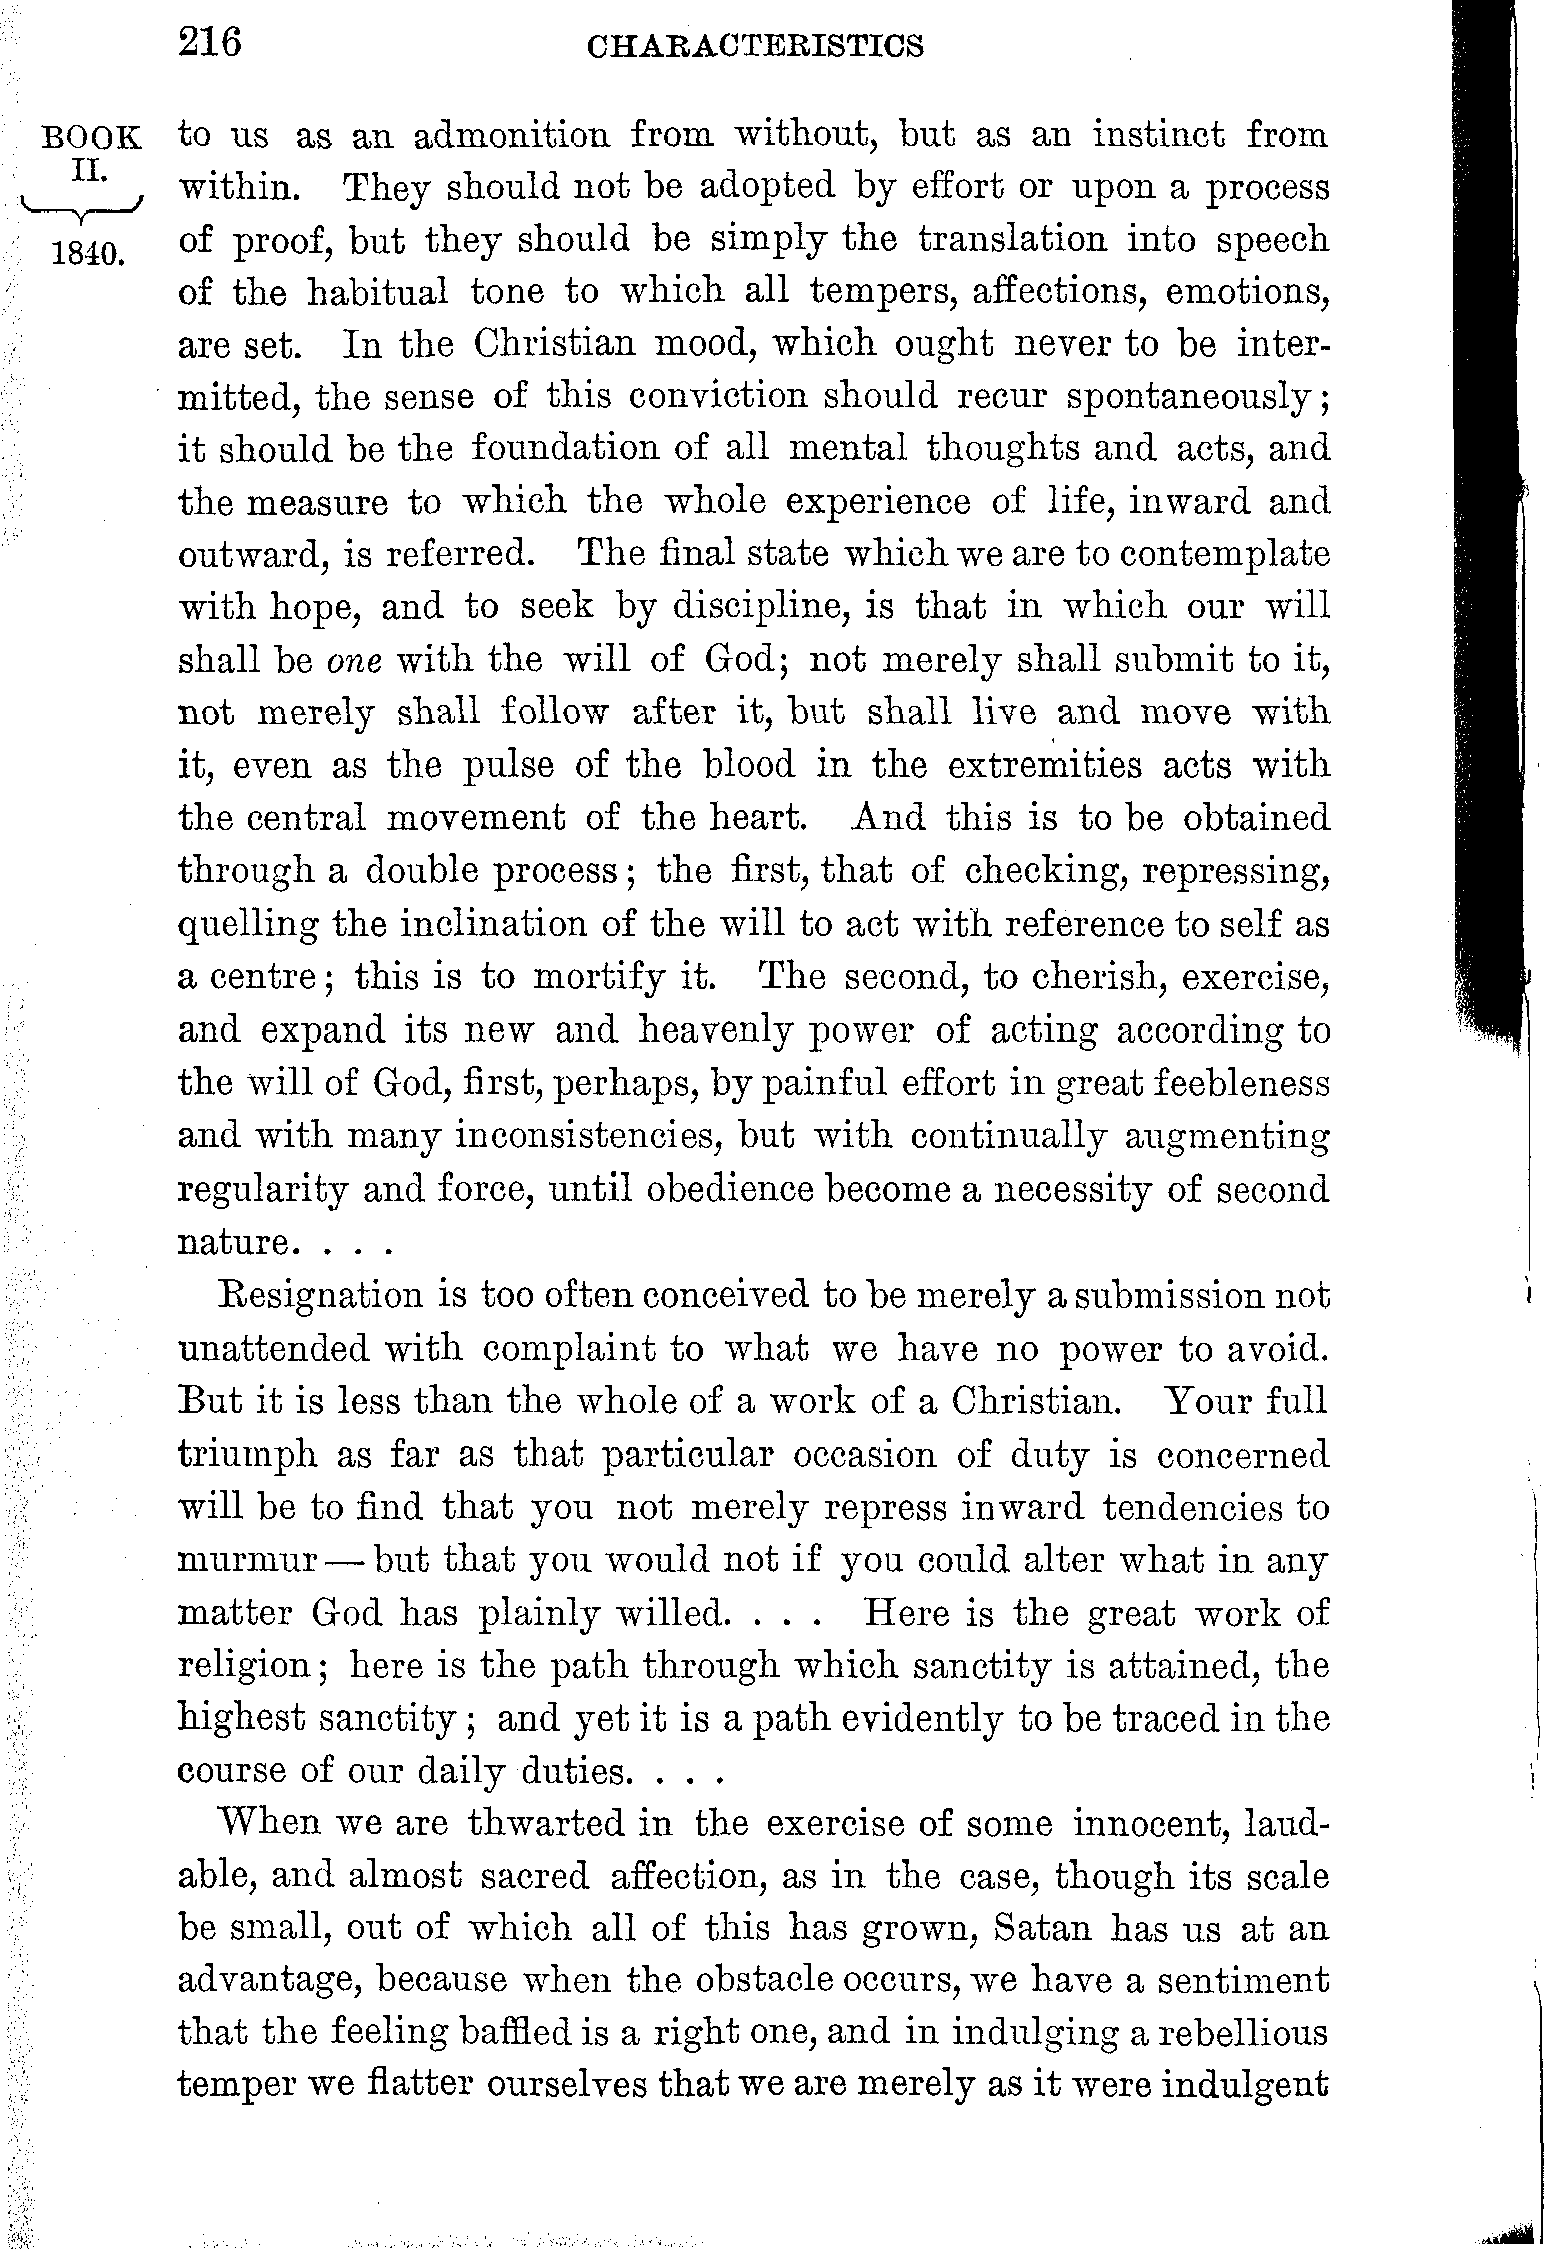 216 CHARACTERISTICS
BOOK
II.
1840.
to us as an admonition from without, but as an instinct from
within. They should not be adopted by effort or upon a process
of proof, but they should be simply the translation into speech
of the habitual tone to which all tempers, affections, emotions,
are set. In the Christian mood, which ought never to be inter-
mitted, the sense of this conviction should recur spontaneously;
it should be the foundation of all mental thoughts and acts, and
the measure to which the whole experience of life, inward and
outward, is referred. The final state which we are to contemplate
with hope, and to seek by discipline, is that in which our will
shall be one with the will of God; not merely shall submit to it,
not merely shall follow after it, but shall live and move with
it, even as the pulse of the blood in the extremities acts with
the central movement of the heart. And this is to be obtained
through a double process; the first, that of checking, repressing,
quelling the inclination of the will to act with reference to self as
a centre; this is to mortify it. The second, to cherish, exercise,
and expand its new and heavenly power of acting according to
the will of God, first, perhaps, by painful effort in great feebleness
and with many inconsistencies, but with continually augmenting
regularity and force, until obedience become a necessity of second
nature. . . .
Resignation is too often conceived to be merely a submission not
unattended with complaint to what we have no power to avoid.
But it is less than the whole of a work of a Christian. Your full
triumph as far as that particular occasion of duty is concerned
will be to find that you not merely repress inward tendencies to
murmur—but that you would not if you could alter what in any
matter God has plainly willed. . . . Here is the great work of
religion; here is the path through which sanctity is attained, the
highest sanctity; and yet it is a path evidently to be traced in the
course of our daily duties. . . .
When we are thwarted in the exercise of some innocent, laud-
able, and almost sacred affection, as in the case, though its scale
be small, out of which all of this has grown, Satan has us at an
advantage, because when the obstacle occurs, we have a sentiment
that the feeling baffled is a right one, and in indulging a rebellious
temper we flatter ourselves that we are merely as it were indulgent